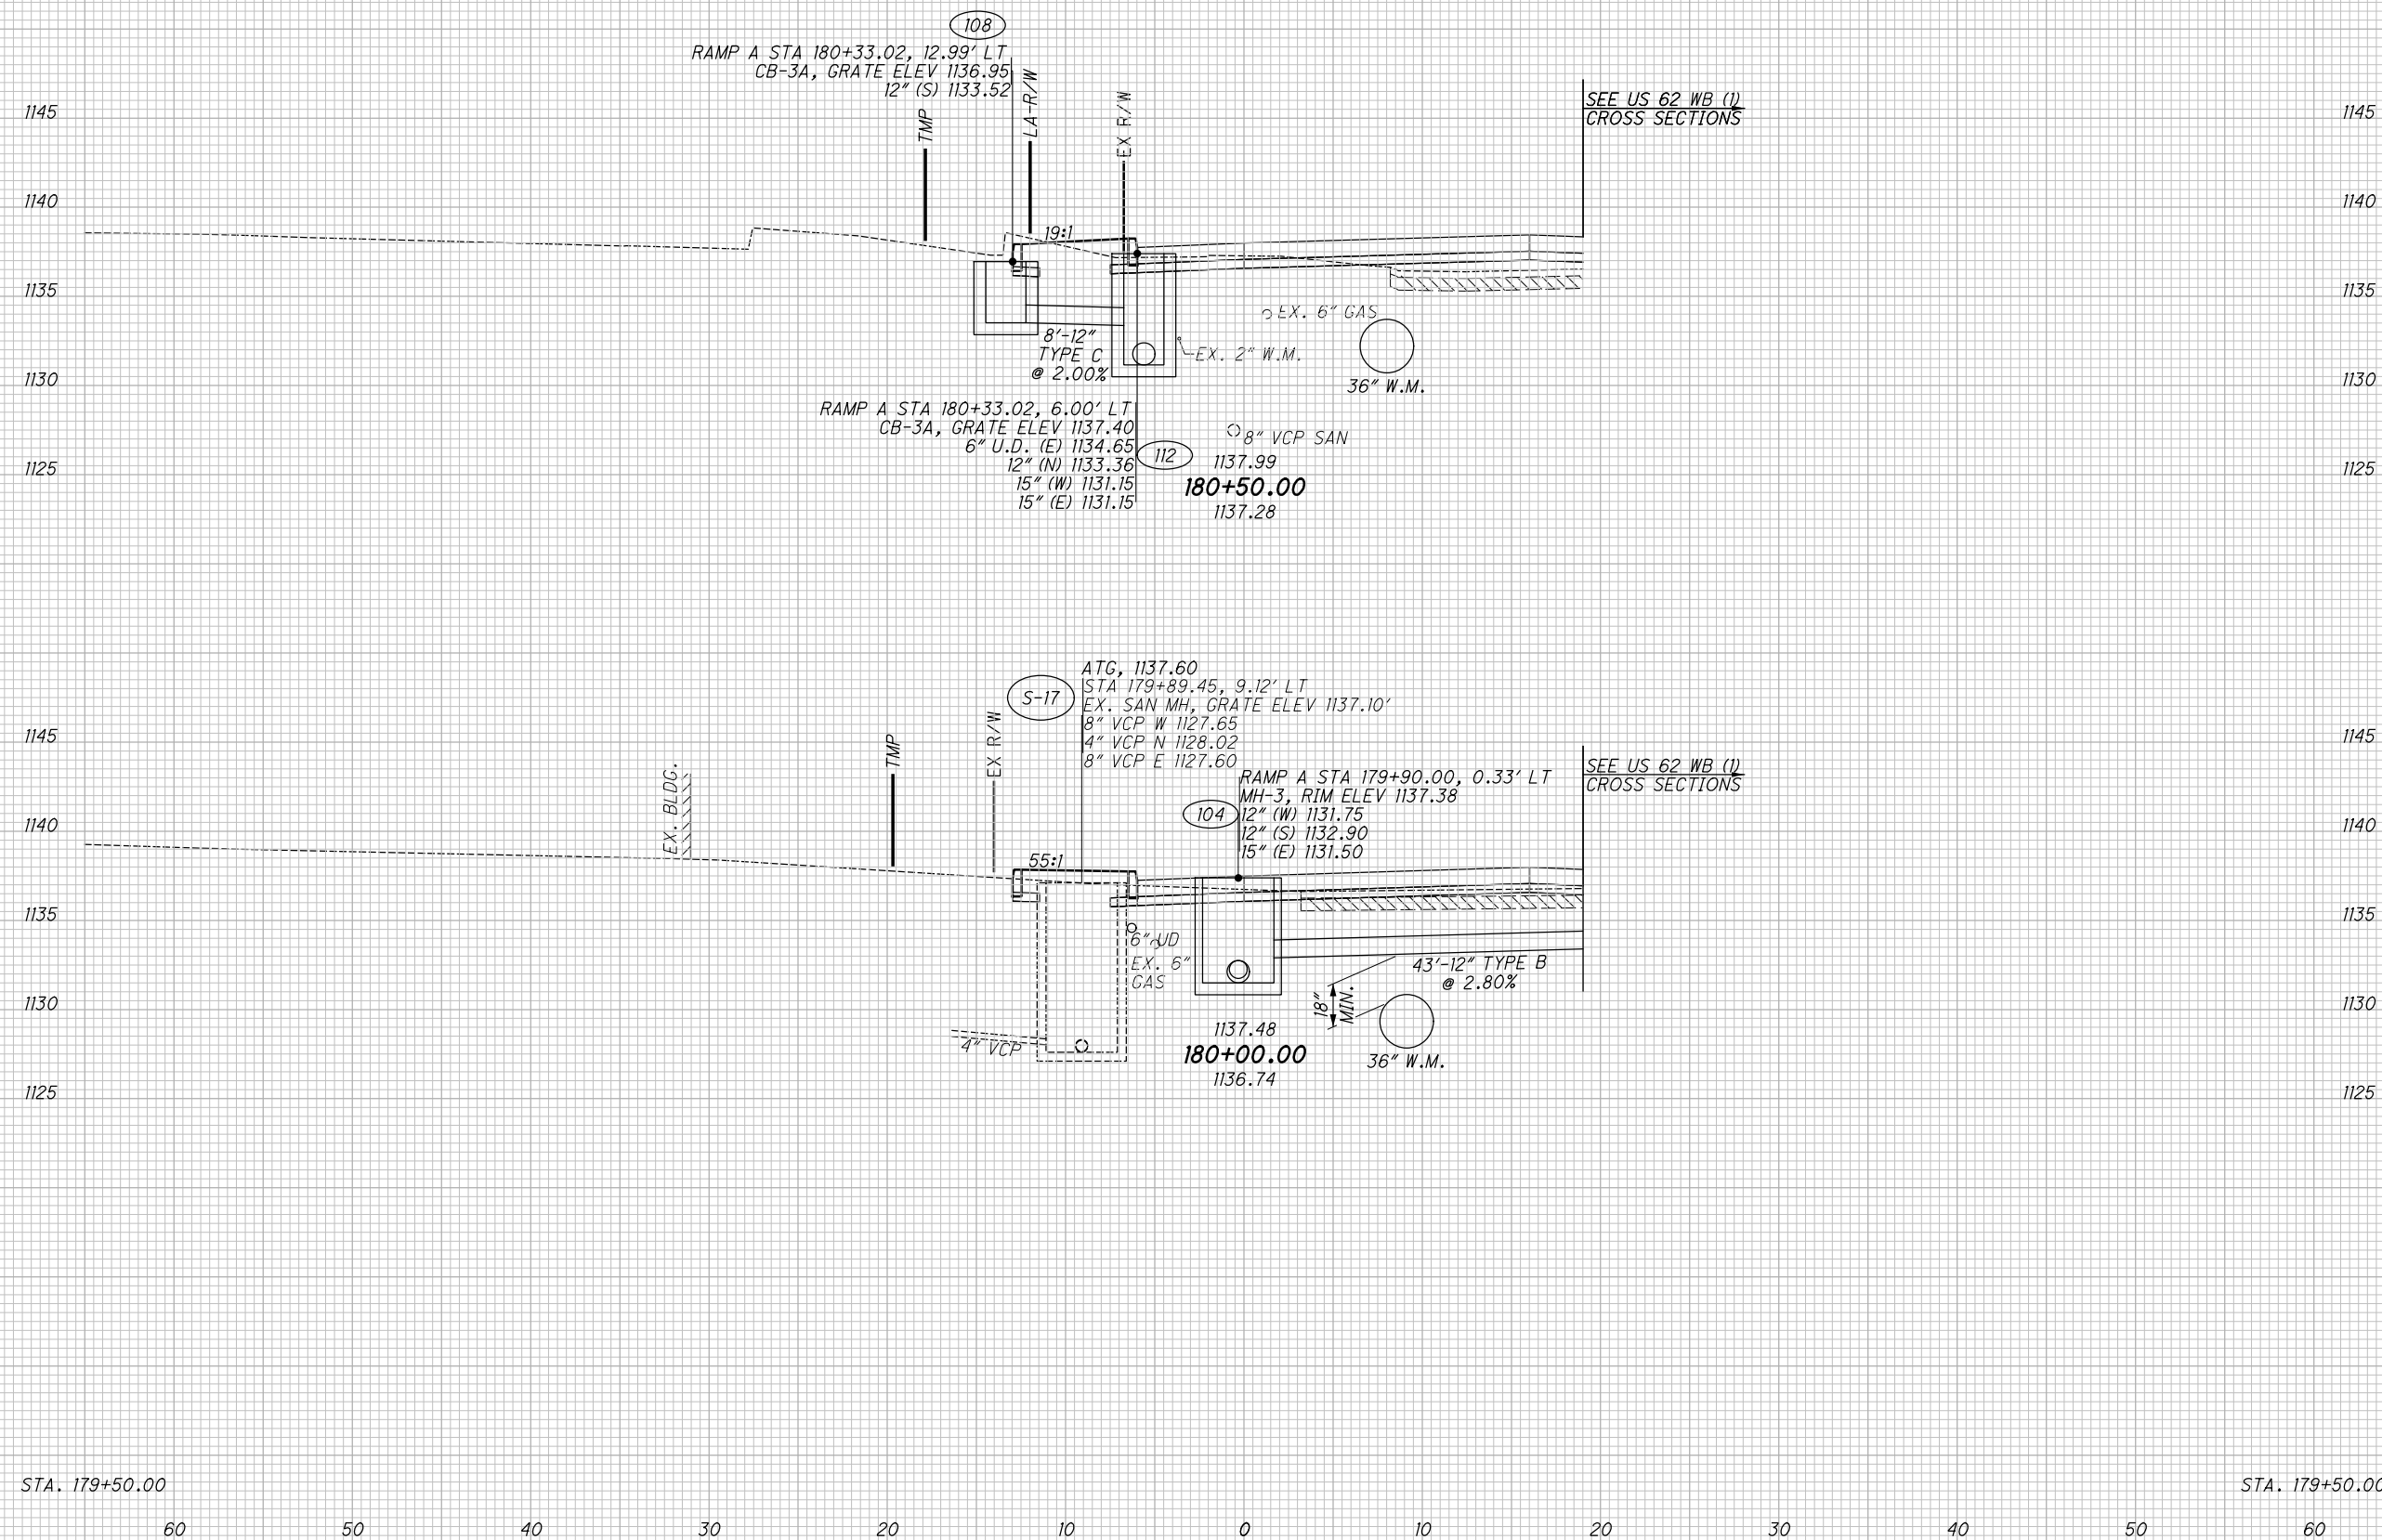 108
RAMP A STA 180+33.02, 12.99' LT
CB-3A, GRATE ELEV 1136.95
12" (S) 1133.52
TMP
LA-R/W
EX R/W
SEE US 62 WB (1)
CROSS SECTIONS
1145
1145
1140
1140
19:1
1135
1135
EX. 6" GAS
8'-12"
TYPE C
@ 2.00%
EX. 2" W.M.
36" W.M.
1130
1130
RAMP A STA 180+33.02, 6.00' LT
CB-3A, GRATE ELEV 1137.40
6" U.D. (E) 1134.65
12" (N) 1133.36
15" (W) 1131.15
15" (E) 1131.15
112
8" VCP SAN
1125
1125
1137.99
180+50.00
1137.28
S-17
ATG, 1137.60
STA 179+89.45, 9.12' LT
EX. SAN MH, GRATE ELEV 1137.10'
8" VCP W 1127.65
4" VCP N 1128.02
8" VCP E 1127.60
EX. BLDG.
TMP
EX R/W
1145
1145
SEE US 62 WB (1)
CROSS SECTIONS
104
RAMP A STA 179+90.00, 0.33' LT
MH-3, RIM ELEV 1137.38
12" (W) 1131.75
12" (S) 1132.90
15" (E) 1131.50
1140
1140
55:1
1135
1135
6" UD
EX. 6"
GAS
43'-12" TYPE B
@ 2.80%
18"
MIN.
1130
1130
4" VCP
36" W.M.
1137.48
180+00.00
1136.74
1125
1125
STA. 179+50.00
STA. 179+50.00
60 50 40 30 20 10 0 10 20 30 40 50 60